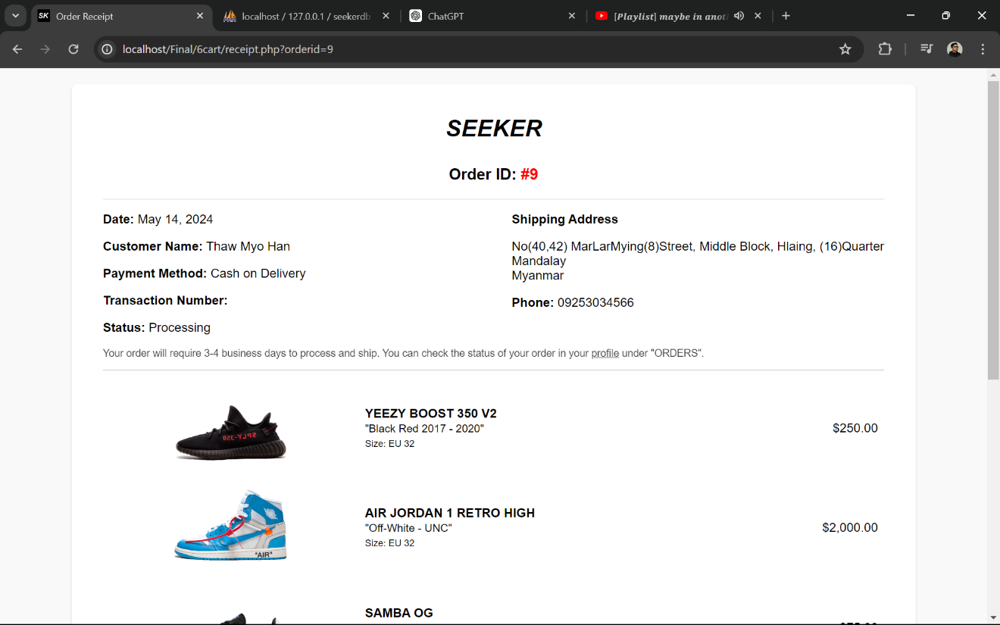 SK Order Receipt
localhost / 127.0.0.1 / seekerdb
ChatGPT
[Playlist] maybe in anot
localhost/Final/6cart/receipt.php?orderid=9
SEEKER
Order ID: #9
Date: May 14, 2024
Customer Name: Thaw Myo Han
Payment Method: Cash on Delivery
Transaction Number:
Status: Processing
Shipping Address
No(40,42) MarLarMying(8)Street, Middle Block, Hlaing, (16)Quarter
Mandalay
Myanmar
Phone: 09253034566
Your order will require 3-4 business days to process and ship. You can check the status of your order in your profile under "ORDERS".
SPLY-350
YEEZY BOOST 350 V2
"Black Red 2017 - 2020"
Size: EU 32
$250.00
"AIR"
AIR JORDAN 1 RETRO HIGH
"Off-White - UNC"
Size: EU 32
$2,000.00
SAMBA OG